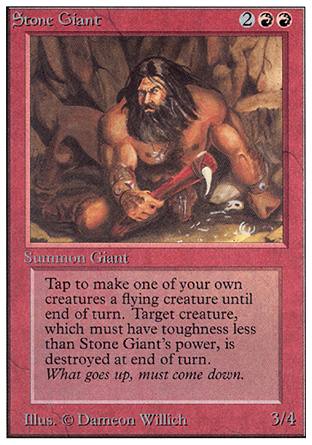 Stone Giant 2
Summon Giant
Tap to make one of your own
creatures a flying creature until
end of turn. Target creature,
which must have toughness less
than Stone Giant's power, is
destroyed at end of turn.
What goes up, must come down.
Illus. © Dameon Willich 3/4